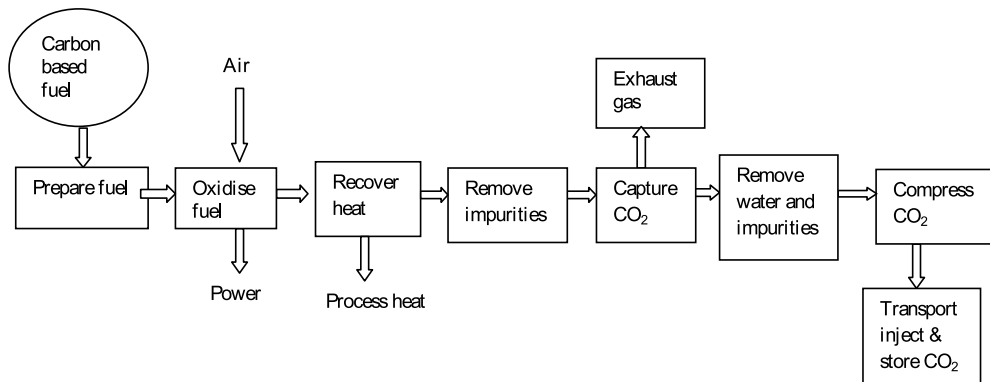 Carbon
based
fuel
Air
Exhaust
gas
Prepare fuel
Oxidise
fuel
Recover
heat
Remove
impurities
Capture
CO₂
Remove
water and
impurities
Compress
CO₂
Power
Process heat
Transport
inject &
store CO₂